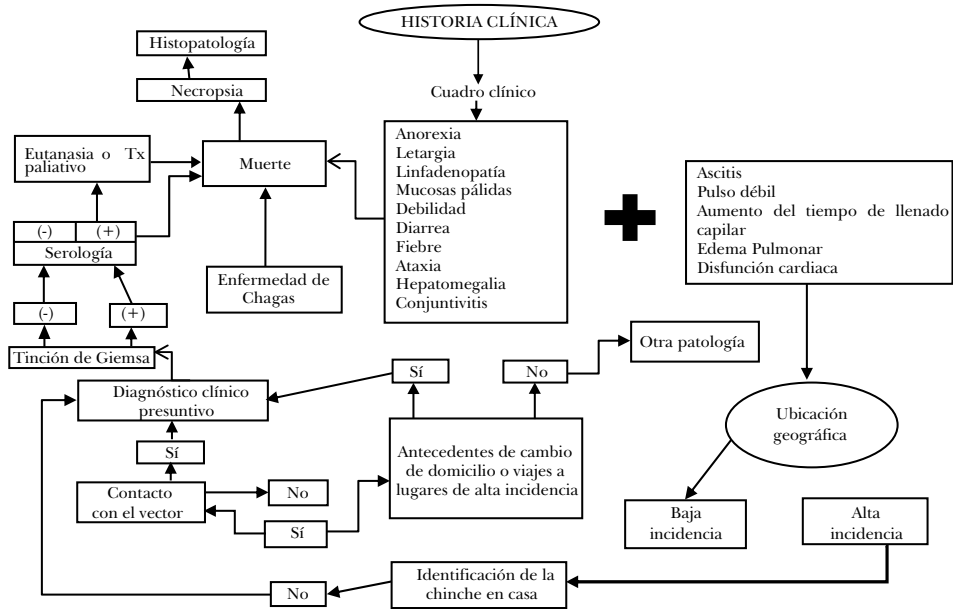 HISTORIA CLÍNICA
Cuadro clínico
Anorexia
Letargia
Linfadenopatía
Mucosas pálidas
Debilidad
Diarrea
Fiebre
Ataxia
Hepatomegalia
Conjuntivitis
Ascitis
Pulso débil
Aumento del tiempo de llenado
capilar
Edema Pulmonar
Disfunción cardiaca
Histopatología
Necropsia
Muerte
Eutanasia o Tx
paliativo
(-) (+)
Serología
Enfermedad de
Chagas
(-) (+)
Tinción de Giemsa
Diagnóstico clínico
presuntivo
Sí
No
Otra patología
Ubicación
geográfica
Sí
Antecedentes de cambio
de domicilio o viajes a
lugares de alta incidencia
Contacto
con el vector
No
Sí
Baja
incidencia
Alta
incidencia
Identificación de la
chinche en casa
No